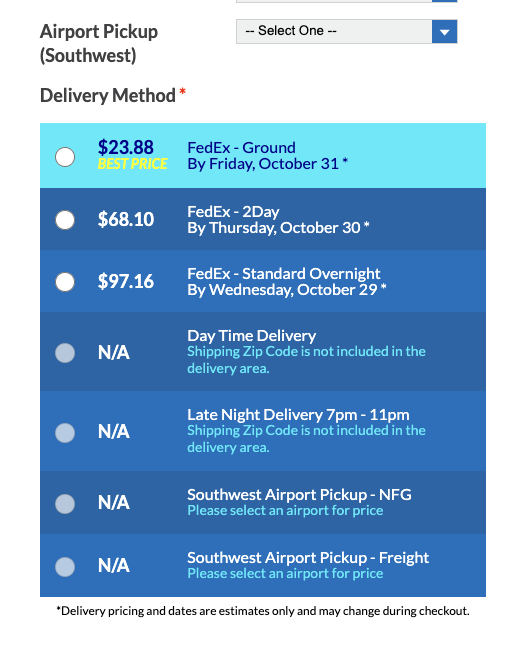 Airport Pickup
(Southwest)
-- Select One --
Delivery Method *
$23.88
BEST PRICE
FedEx - Ground
By Friday, October 31 *
$68.10
FedEx - 2Day
By Thursday, October 30 *
$97.16
FedEx - Standard Overnight
By Wednesday, October 29 *
N/A
Day Time Delivery
Shipping Zip Code is not included in the
delivery area.
N/A
Late Night Delivery 7pm - 11pm
Shipping Zip Code is not included in the
delivery area.
N/A
Southwest Airport Pickup - NFG
Please select an airport for price
N/A
Southwest Airport Pickup - Freight
Please select an airport for price
*Delivery pricing and dates are estimates only and may change during checkout.